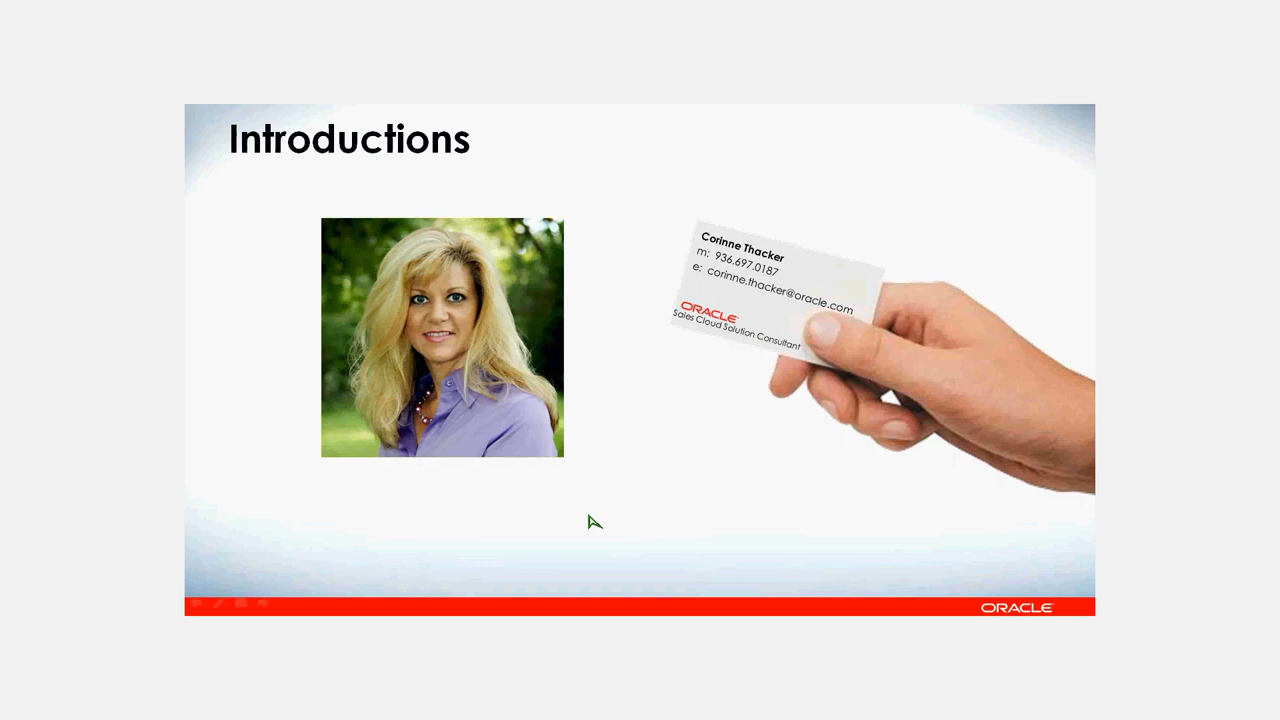 Introductions
Corinne Thacker
m: 936.697.0187
e: corinne.thacker@oracle.com
ORACLE
Sales Cloud Solution Consultant
ORACLE